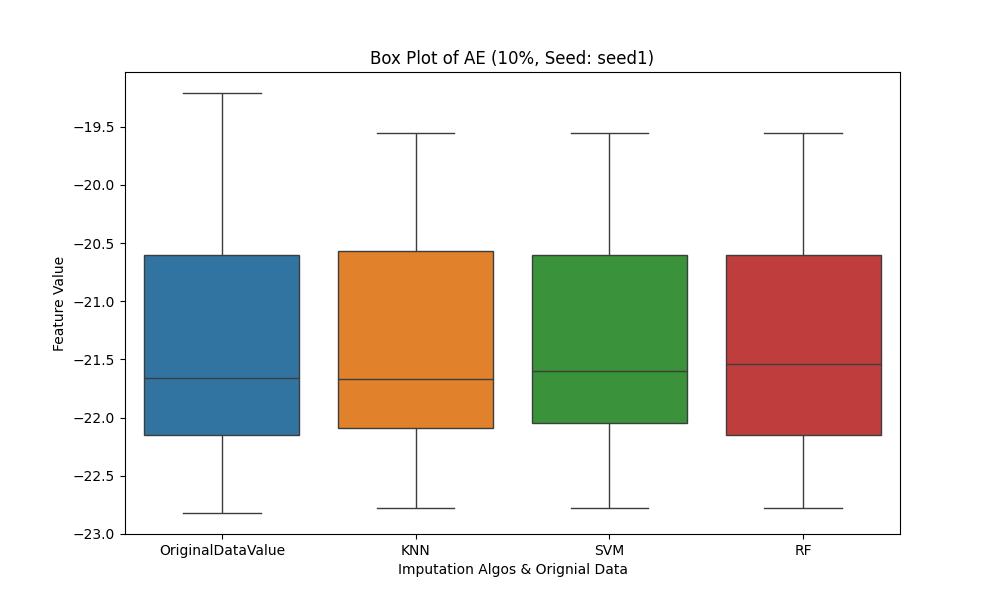 Box Plot of AE (10%, Seed: seed1)
−19.5
−20.0
−20.5
−21.0
−21.5
−22.0
−22.5
−23.0
Feature Value
OriginalDataValue KNN SVM RF
Imputation Algos & Orignial Data